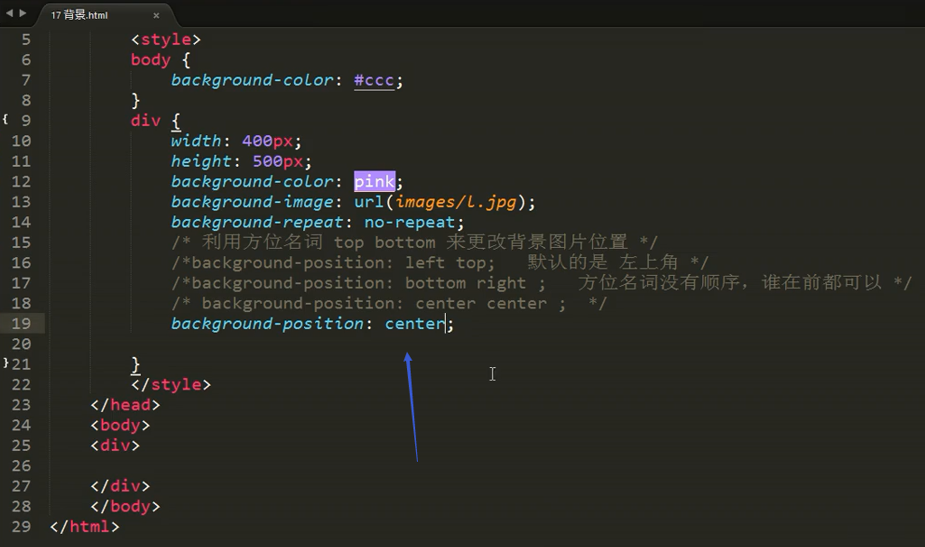 17 背景.html ×
5 <style>
6 body {
7 background-color: #ccc;
8 }
9 div {
10 width: 400px;
11 height: 500px;
12 background-color: pink;
13 background-image: url(images/l.jpg);
14 background-repeat: no-repeat;
15 /* 利用方位名词 top bottom 来更改背景图片位置 */
16 /*background-position: left top; 默认的是 左上角 */
17 /*background-position: bottom right ; 方位名词没有顺序，谁在前都可以 */
18 /* background-position: center center ; */
19 background-position: center;
20
21 }
22 </style>
23 </head>
24 <body>
25 <div>
26
27 </div>
28 </body>
29 </html>